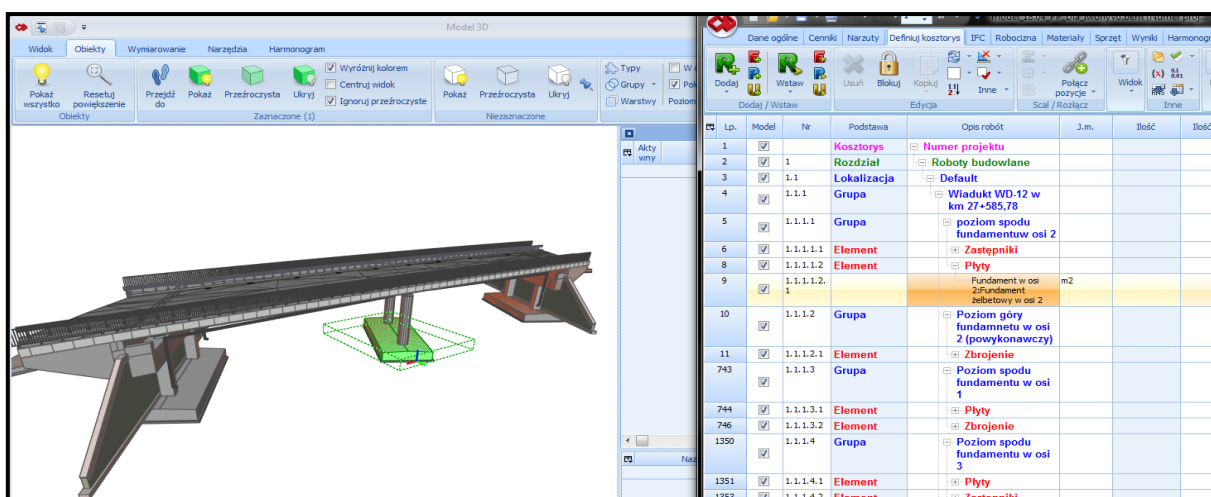 Model 3D
Widok Obiekty Wymiarowanie Narzędzia Harmonogram
Pokaż wszystko
Resetuj powiększenie
Obiekty
Przejdź do
Pokaż
Przeźroczysta
Ukryj
Wyróżnij kolorem
Centruj widok
Ignoruj przeźroczyste
Zaznaczone (1)
Pokaż
Przeźroczysta
Ukryj
Niezaznaczone
Typy
Grupy
Warstwy
Poziom
Akty
wny
Naz
Dane ogólne Cenniki Narzuty Definiuj kosztorys IFC Robocizna Materiały Sprzęt Wyniki Harmonogr
Dodaj
Wstaw
Dodaj / Wstaw
Usuń
Blokuj
Kopiuj
Inne
Edycja
Połącz
pozycje
Scal / Rozłącz
Widok
Inne
Lp. Model Nr Podstawa Opis robót J.m. Ilość Ilość
1 Kosztorys Numer projektu
2 1 Rozdział Roboty budowlane
3 1.1 Lokalizacja Default
4 1.1.1 Grupa Wiadukt WD-12 w
km 27+585,78
5 1.1.1.1 Grupa poziom spodu
fundamentuw osi 2
6 1.1.1.1.1 Element Zastępniki
8 1.1.1.1.2 Element Płyty
9 1.1.1.1.2. Fundament w osi m2
1 2:Fundament
żelbetowy w osi 2
10 1.1.1.2 Grupa Poziom góry
fundamnetu w osi
2 (powykonawczy)
11 1.1.1.2.1 Element Zbrojenie
743 1.1.1.3 Grupa Poziom spodu
fundamentu w osi
1
744 1.1.1.3.1 Element Płyty
746 1.1.1.3.2 Element Zbrojenie
1350 1.1.1.4 Grupa Poziom spodu
fundamentu w osi
3
1351 1.1.1.4.1 Element Płyty